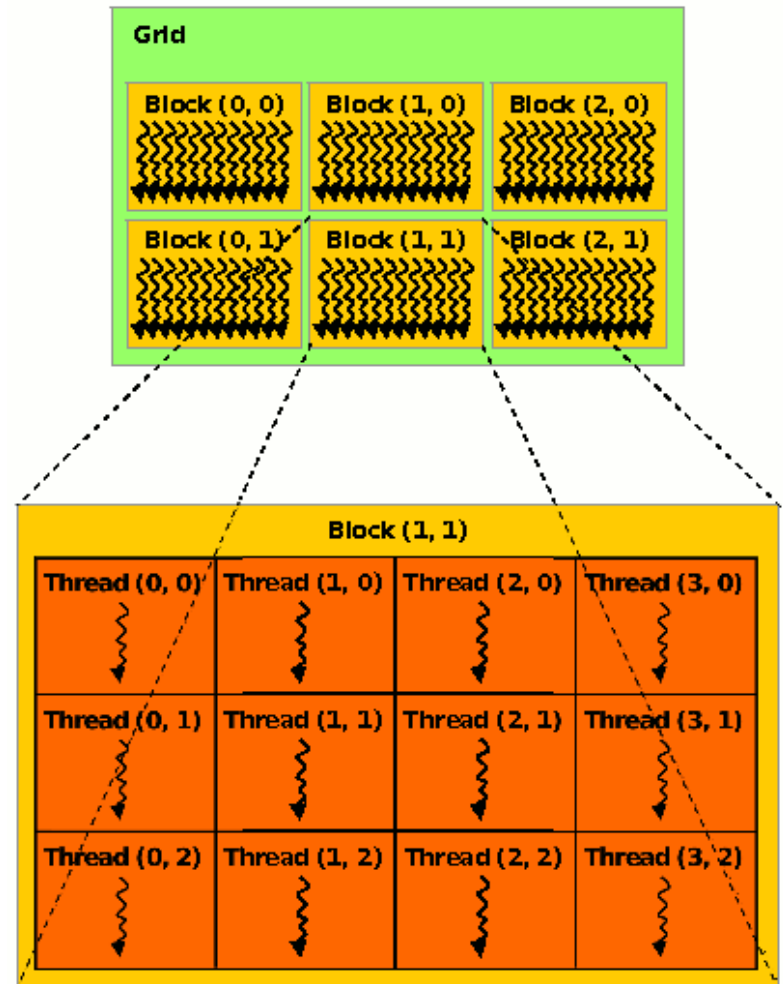 Grid
Block (0, 0) Block (1, 0) Block (2, 0)
Block (0, 1) Block (1, 1) Block (2, 1)
Block (1, 1)
Thread (0, 0) Thread (1, 0) Thread (2, 0) Thread (3, 0)
Thread (0, 1) Thread (1, 1) Thread (2, 1) Thread (3, 1)
Thread (0, 2) Thread (1, 2) Thread (2, 2) Thread (3, 2)